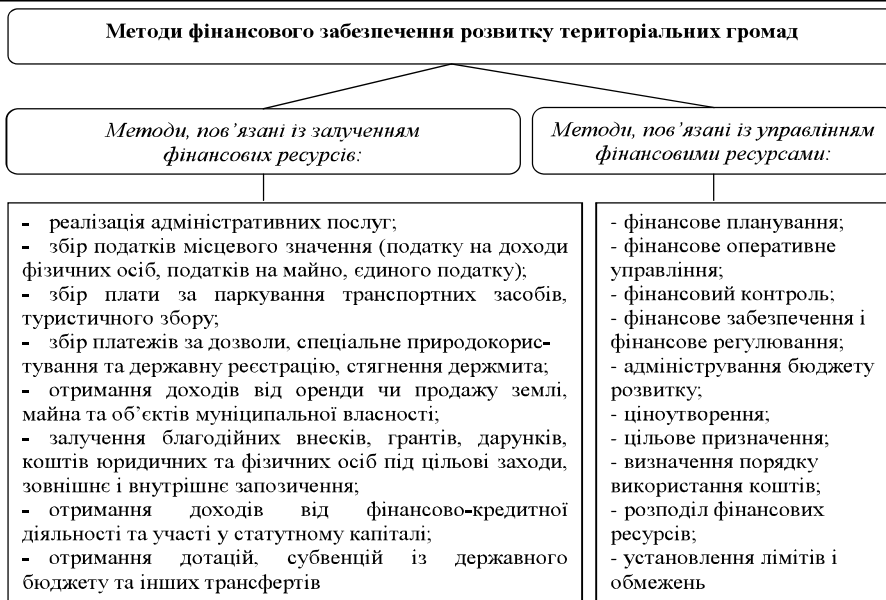 Методи фінансового забезпечення розвитку територіальних громад
Методи, пов’язані із залученням
фінансових ресурсів:
Методи, пов’язані із управлінням
фінансовими ресурсами:
- реалізація адміністративних послуг;
- збір податків місцевого значення (податку на доходи
фізичних осіб, податків на майно, єдиного податку);
- збір плати за паркування транспортних засобів,
туристичного збору;
- збір платежів за дозволи, спеціальне природокорис-
тування та державну реєстрацію, стягнення держмита;
- отримання доходів від оренди чи продажу землі,
майна та об’єктів муніципальної власності;
- залучення благодійних внесків, грантів, дарунків,
коштів юридичних та фізичних осіб під цільові заходи,
зовнішнє і внутрішнє запозичення;
- отримання доходів від фінансово-кредитної
діяльності та участі у статутному капіталі;
- отримання дотацій, субвенцій із державного
бюджету та інших трансфертів
- фінансове планування;
- фінансове оперативне
управління;
- фінансовий контроль;
- фінансове забезпечення і
фінансове регулювання;
- адміністрування бюджету
розвитку;
- ціноутворення;
- цільове призначення;
- визначення порядку
використання коштів;
- розподіл фінансових
ресурсів;
- установлення лімітів і
обмежень